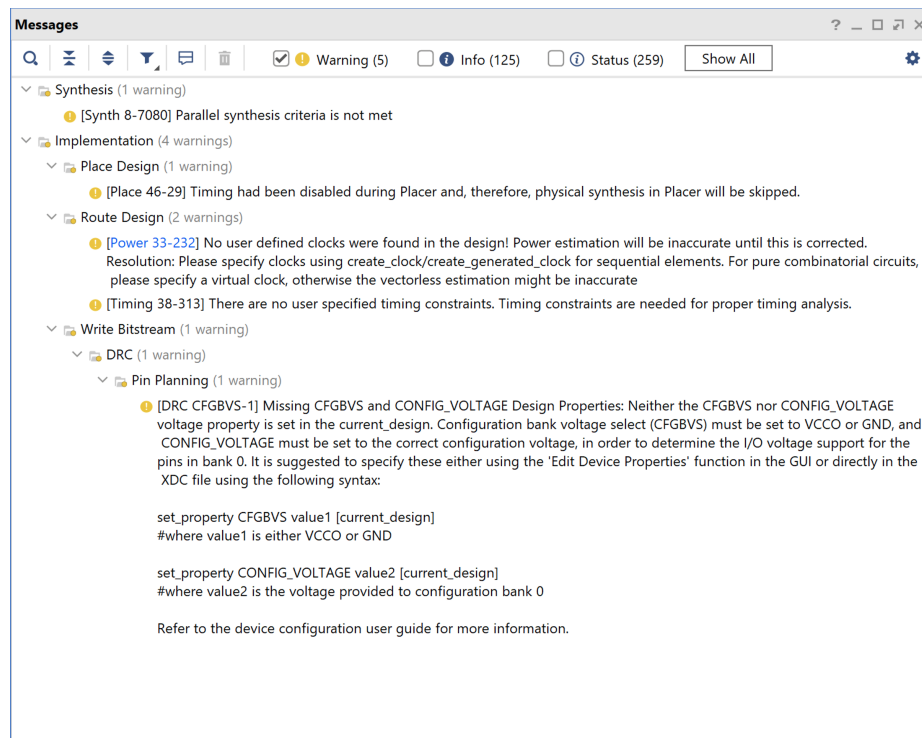 Messages
Warning (5) Info (125) Status (259) Show All
Synthesis (1 warning)
[Synth 8-7080] Parallel synthesis criteria is not met
Implementation (4 warnings)
Place Design (1 warning)
[Place 46-29] Timing had been disabled during Placer and, therefore, physical synthesis in Placer will be skipped.
Route Design (2 warnings)
[Power 33-232] No user defined clocks were found in the design! Power estimation will be inaccurate until this is corrected.
Resolution: Please specify clocks using create_clock/create_generated_clock for sequential elements. For pure combinatorial circuits,
please specify a virtual clock, otherwise the vectorless estimation might be inaccurate
[Timing 38-313] There are no user specified timing constraints. Timing constraints are needed for proper timing analysis.
Write Bitstream (1 warning)
DRC (1 warning)
Pin Planning (1 warning)
[DRC CFGBVS-1] Missing CFGBVS and CONFIG_VOLTAGE Design Properties: Neither the CFGBVS nor CONFIG_VOLTAGE
voltage property is set in the current_design. Configuration bank voltage select (CFGBVS) must be set to VCCO or GND, and
CONFIG_VOLTAGE must be set to the correct configuration voltage, in order to determine the I/O voltage support for the
pins in bank 0. It is suggested to specify these either using the 'Edit Device Properties' function in the GUI or directly in the
XDC file using the following syntax:
set_property CFGBVS value1 [current_design]
#where value1 is either VCCO or GND
set_property CONFIG_VOLTAGE value2 [current_design]
#where value2 is the voltage provided to configuration bank 0
Refer to the device configuration user guide for more information.